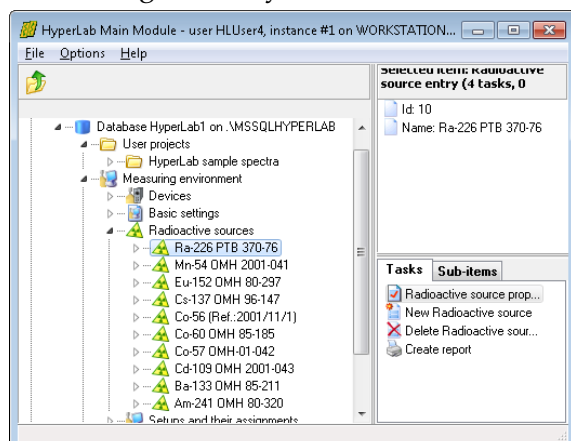 HyperLab Main Module - user HLUser4, instance #1 on WORKSTATION...
File Options Help
Selected item: Radioactive
source entry (4 tasks, 0
Id: 10
Name: Ra-226 PTB 370-76
Database HyperLab1 on .\MSSQLHYPERLAB
User projects
HyperLab sample spectra
Measuring environment
Devices
Basic settings
Radioactive sources
Ra-226 PTB 370-76
Mn-54 OMH 2001-041
Eu-152 OMH 80-297
Cs-137 OMH 96-147
Co-56 (Ref.:2001/11/1)
Co-60 OMH 85-185
Co-57 OMH-01-042
Cd-109 OMH 2001-043
Ba-133 OMH 85-211
Am-241 OMH 80-320
Setups and their assignments
Tasks Sub-items
Radioactive source prop...
New Radioactive source
Delete Radioactive sour...
Create report